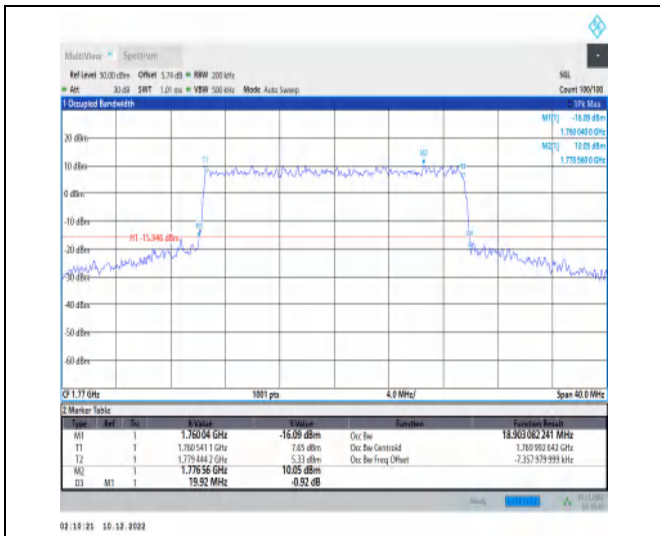 MultiView Spectrum
Ref Level 30.00 dBm Offset 5.74 dB RBW 200 kHz SGL
Att 30 dB SWT 1.01 ms VBW 500 kHz Mode Auto Sweep Count 100/100
1 Occupied Bandwidth 1Pk Max
M1[1] -16.09 dBm
1.760 040 0 GHz
M2[1] 10.05 dBm
1.776 560 0 GHz
20 dBm
M2
T1 T2
10 dBm
0 dBm
-10 dBm
H1 -15.946 dBm
-20 dBm
-30 dBm
-40 dBm
-50 dBm
-60 dBm
CF 1.77 GHz 1001 pts 4.0 MHz/ Span 40.0 MHz
2 Marker Table
Type Ref Trc X-Value Y-Value Function Function Result
M1 1 1.76004 GHz -16.09 dBm Occ Bw 18.903 082 241 MHz
T1 1 1.760 541 1 GHz 7.65 dBm Occ Bw Centroid 1.769 992 642 GHz
T2 1 1.779 444 2 GHz 5.33 dBm Occ Bw Freq Offset -7.357 979 999 kHz
M2 1 1.776 56 GHz 10.05 dBm
D3 M1 1 19.92 MHz -0.92 dB
Ready
02:10:21 10.12.2022